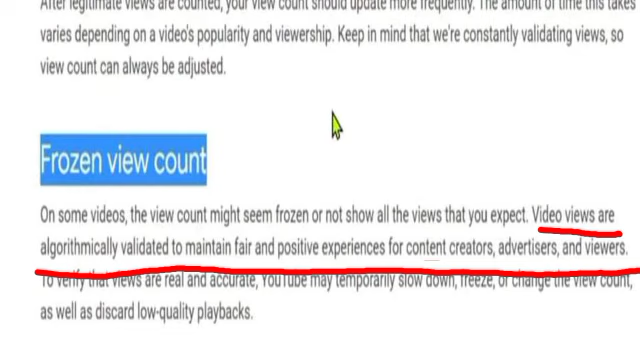 After legitimate views are counted, your view count should update more frequently. The amount of time this takes
varies depending on a video's popularity and viewership. Keep in mind that we're constantly validating views, so
view count can always be adjusted.
Frozen view count
On some videos, the view count might seem frozen or not show all the views that you expect. Video views are
algorithmically validated to maintain fair and positive experiences for content creators, advertisers, and viewers.
To verify that views are real and accurate, YouTube may temporarily slow down, freeze, or change the view count,
as well as discard low-quality playbacks.